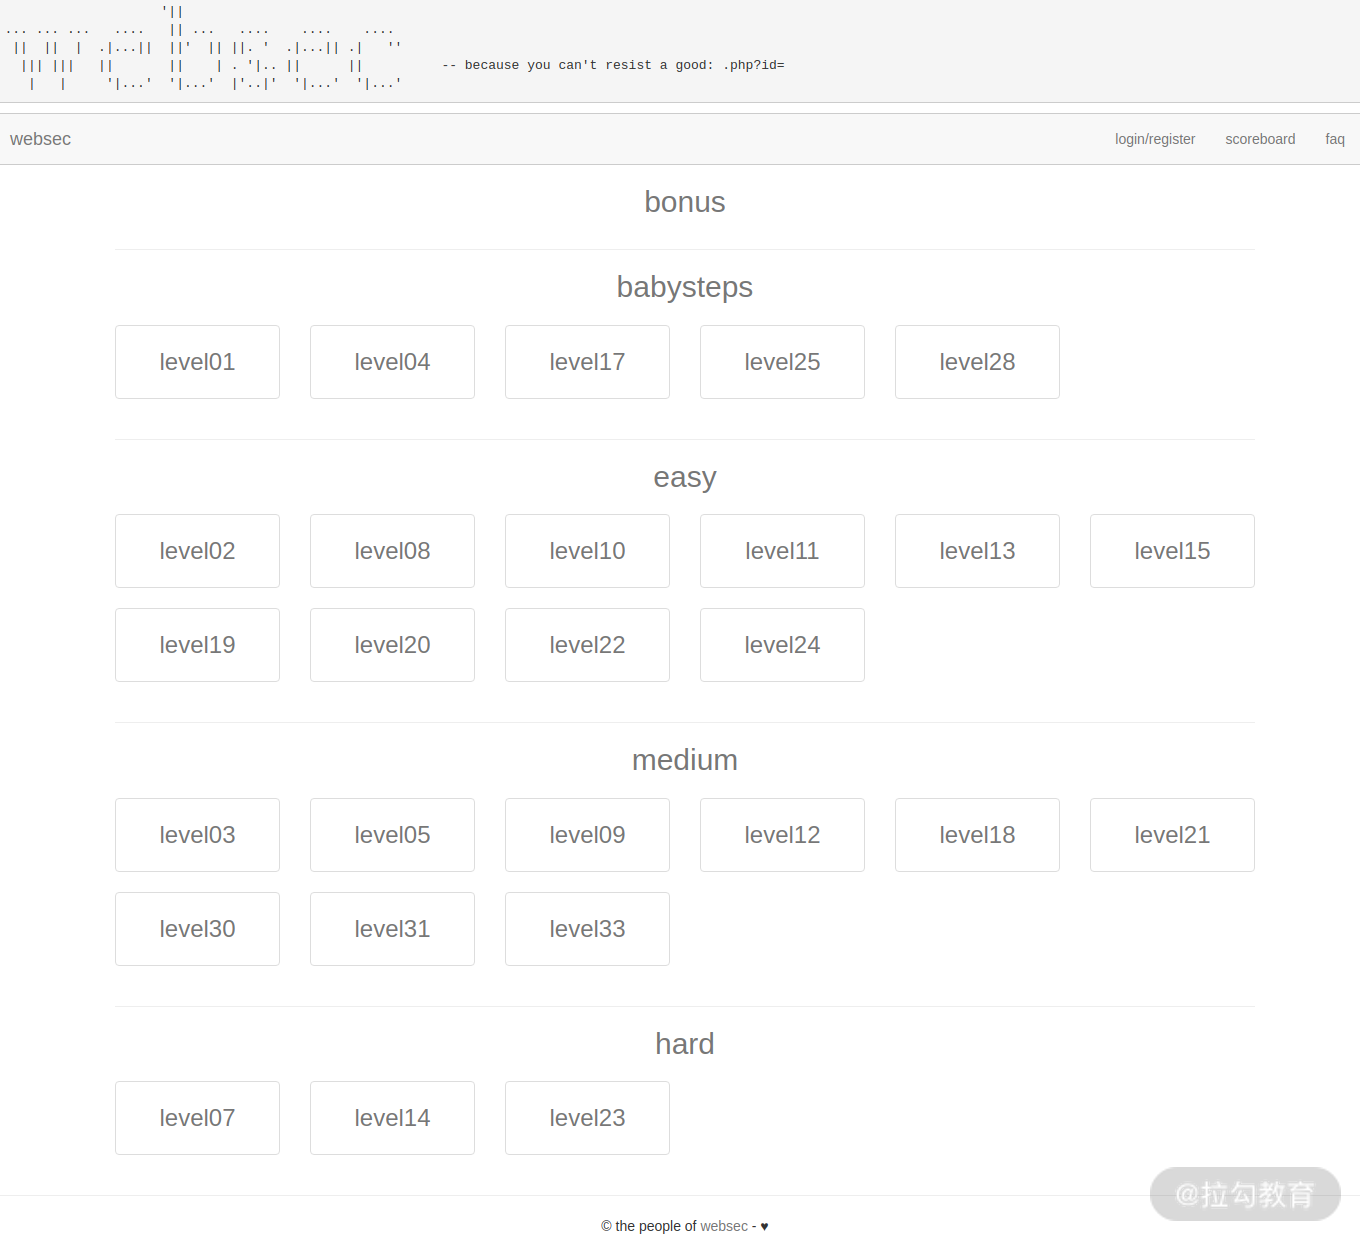 '||
... ... ...   ....   || ...   ....    ....    ....
 ||  ||  |  .|...||  ||'  || ||. '  .|...|| .|   ''
  ||| |||   ||       ||    | . '|.. ||      ||          -- because you can't resist a good: .php?id=
   |   |     '|...'  '|...'  |'..|'  '|...'  '|...'
websec login/register scoreboard faq
bonus
babysteps
level01 level04 level17 level25 level28
easy
level02 level08 level10 level11 level13 level15
level19 level20 level22 level24
medium
level03 level05 level09 level12 level18 level21
level30 level31 level33
hard
level07 level14 level23
@拉勾教育
© the people of websec - ♥